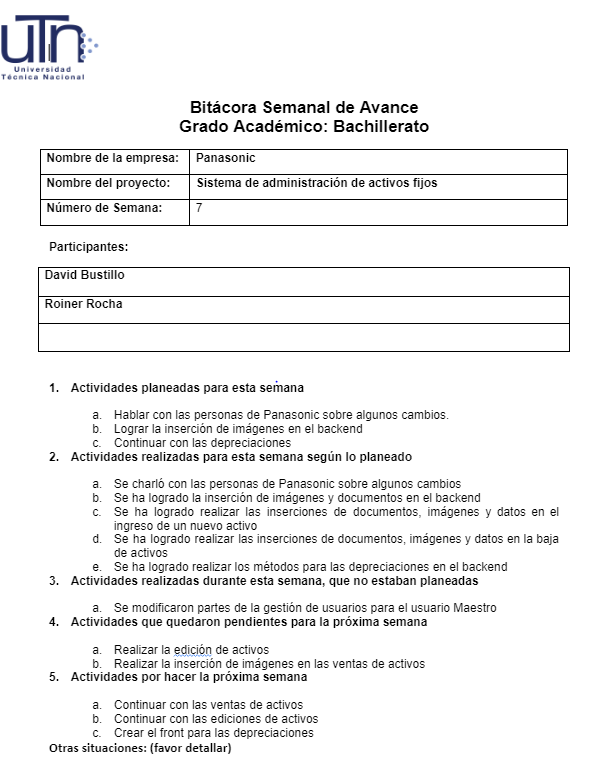 UTN
Universidad
Técnica Nacional
Bitácora Semanal de Avance
Grado Académico: Bachillerato
Nombre de la empresa: Panasonic
Nombre del proyecto: Sistema de administración de activos fijos
Número de Semana: 7
Participantes:
David Bustillo
Roiner Rocha
1. Actividades planeadas para esta semana
a. Hablar con las personas de Panasonic sobre algunos cambios.
b. Lograr la inserción de imágenes en el backend
c. Continuar con las depreciaciones
2. Actividades realizadas para esta semana según lo planeado
a. Se charló con las personas de Panasonic sobre algunos cambios
b. Se ha logrado la inserción de imágenes y documentos en el backend
c. Se ha logrado realizar las inserciones de documentos, imágenes y datos en el
ingreso de un nuevo activo
d. Se ha logrado realizar las inserciones de documentos, imágenes y datos en la baja
de activos
e. Se ha logrado realizar los métodos para las depreciaciones en el backend
3. Actividades realizadas durante esta semana, que no estaban planeadas
a. Se modificaron partes de la gestión de usuarios para el usuario Maestro
4. Actividades que quedaron pendientes para la próxima semana
a. Realizar la edición de activos
b. Realizar la inserción de imágenes en las ventas de activos
5. Actividades por hacer la próxima semana
a. Continuar con las ventas de activos
b. Continuar con las ediciones de activos
c. Crear el front para las depreciaciones
Otras situaciones: (favor detallar)